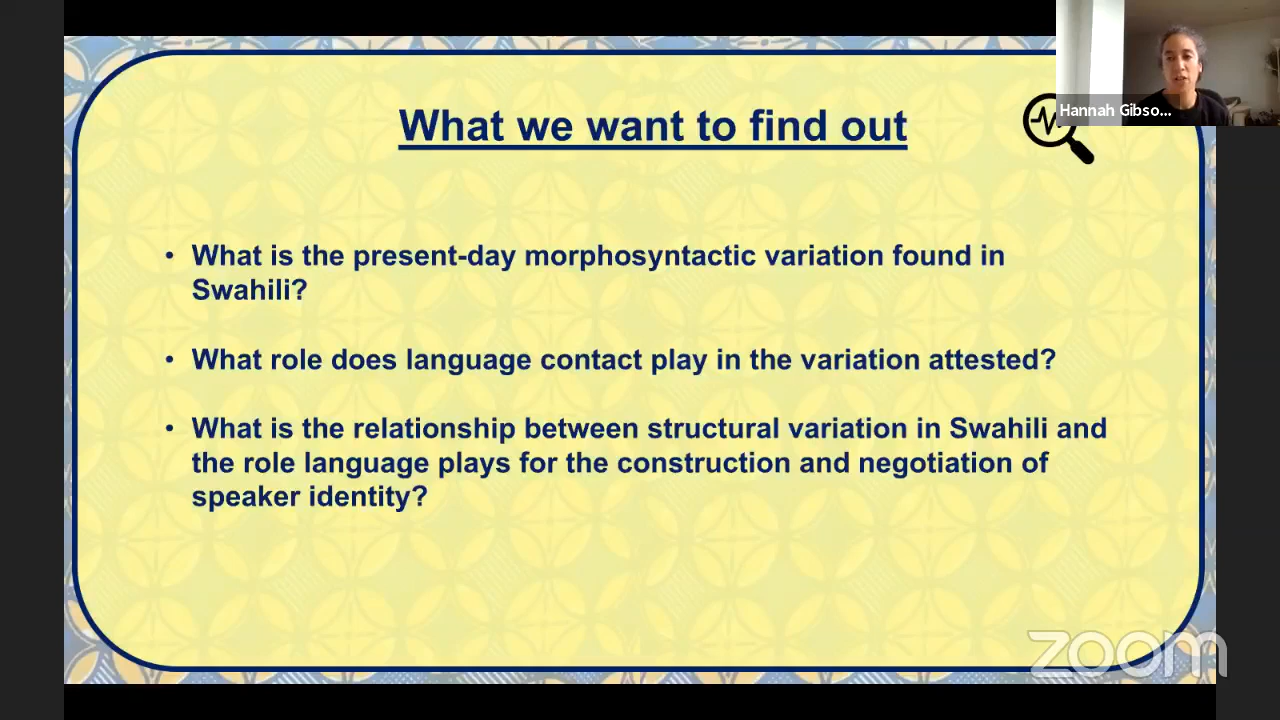 What we want to find out
Hannah Gibso...
• What is the present-day morphosyntactic variation found in
Swahili?
• What role does language contact play in the variation attested?
• What is the relationship between structural variation in Swahili and
the role language plays for the construction and negotiation of
speaker identity?
zoom